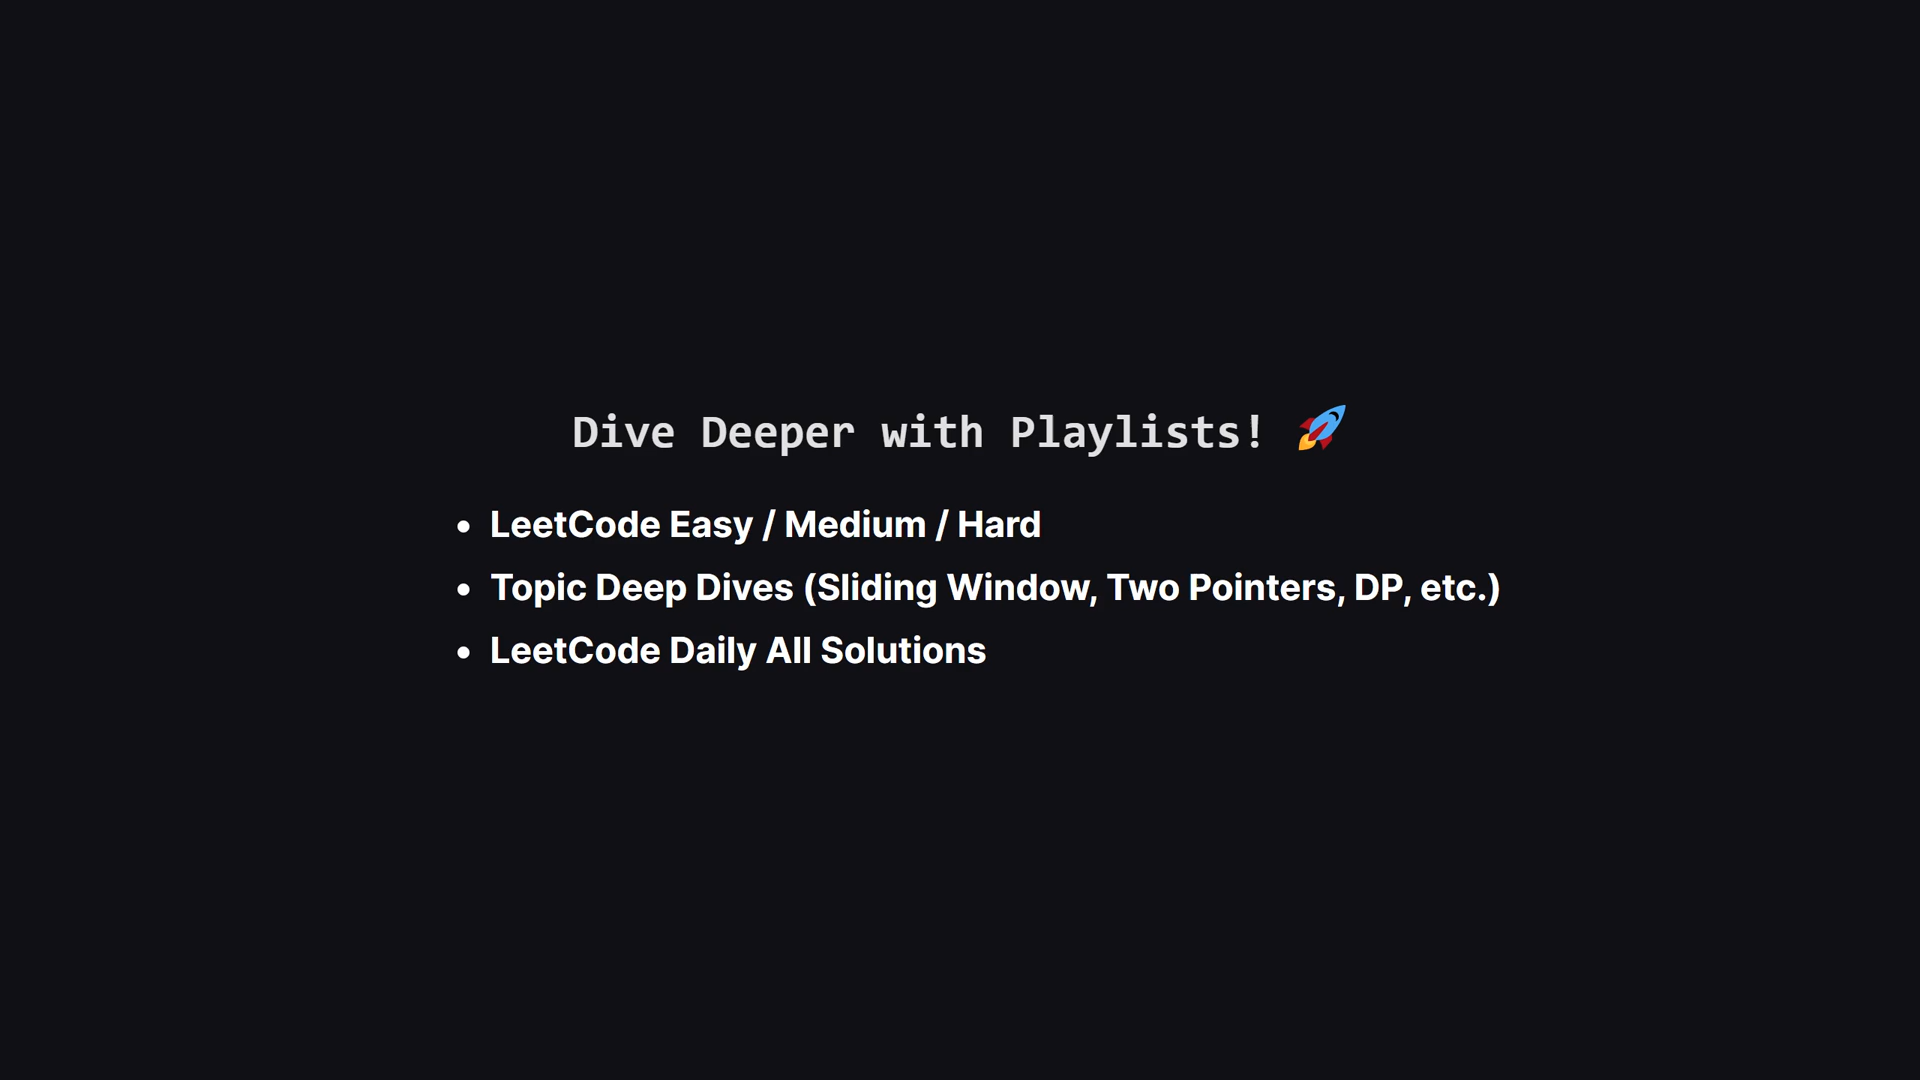 Dive Deeper with Playlists! 🚀
• LeetCode Easy / Medium / Hard
• Topic Deep Dives (Sliding Window, Two Pointers, DP, etc.)
• LeetCode Daily All Solutions